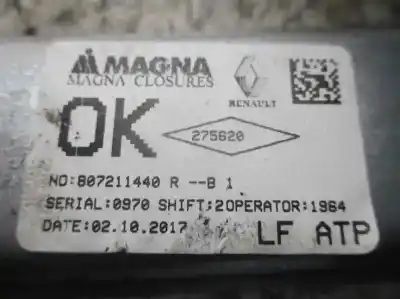 MAGNA
MAGNA CLOSURES
RENAULT
OK
275620
NO:807211440 R --B 1
SERIAL:0970 SHIFT;2OPERATOR:1984
DATE:02.10.2017
LF ATP